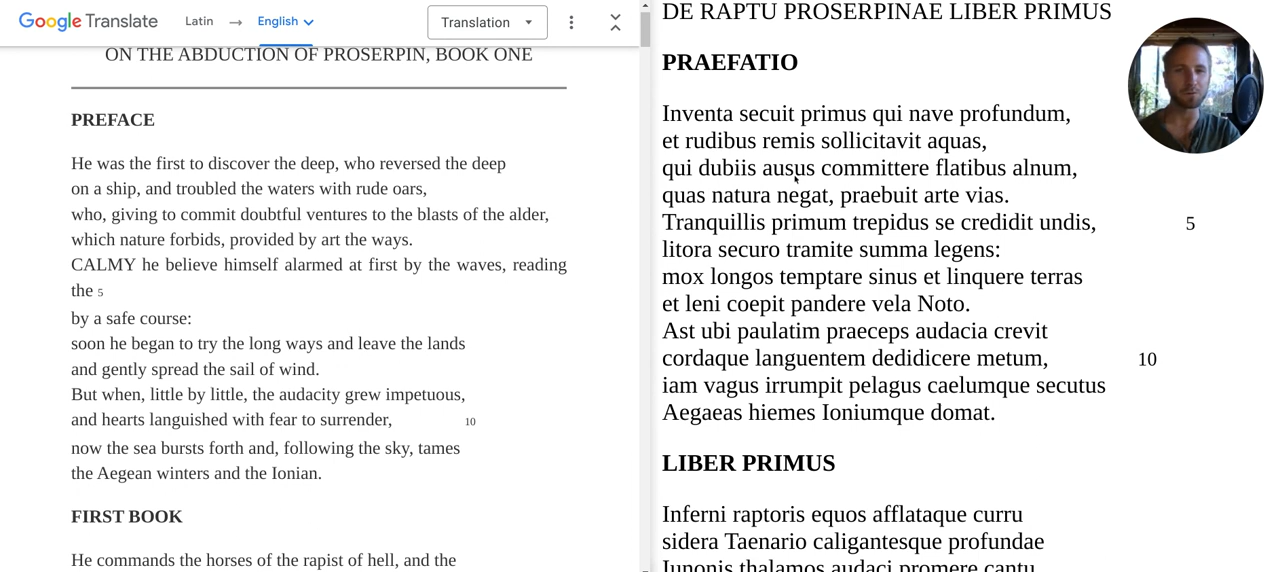 Google Translate
Latin → English
Translation
ON THE ABDUCTION OF PROSERPIN, BOOK ONE
PREFACE
He was the first to discover the deep, who reversed the deep
on a ship, and troubled the waters with rude oars,
who, giving to commit doubtful ventures to the blasts of the alder,
which nature forbids, provided by art the ways.
CALMY he believe himself alarmed at first by the waves, reading
the 5
by a safe course:
soon he began to try the long ways and leave the lands
and gently spread the sail of wind.
But when, little by little, the audacity grew impetuous,
and hearts languished with fear to surrender, 10
now the sea bursts forth and, following the sky, tames
the Aegean winters and the Ionian.
FIRST BOOK
He commands the horses of the rapist of hell, and the
DE RAPTU PROSERPINAE LIBER PRIMUS
PRAEFATIO
Inventa secuit primus qui nave profundum,
et rudibus remis sollicitavit aquas,
qui dubiis ausus committere flatibus alnum,
quas natura negat, praebuit arte vias.
Tranquillis primum trepidus se credidit undis, 5
litora securo tramite summa legens:
mox longos temptare sinus et linquere terras
et leni coepit pandere vela Noto.
Ast ubi paulatim praeceps audacia crevit
cordaque languentem dedidicere metum, 10
iam vagus irrumpit pelagus caelumque secutus
Aegaeas hiemes Ioniumque domat.
LIBER PRIMUS
Inferni raptoris equos afflataque curru
sidera Taenario caligantesque profundae
Iunonis thalamos audaci promere cantu